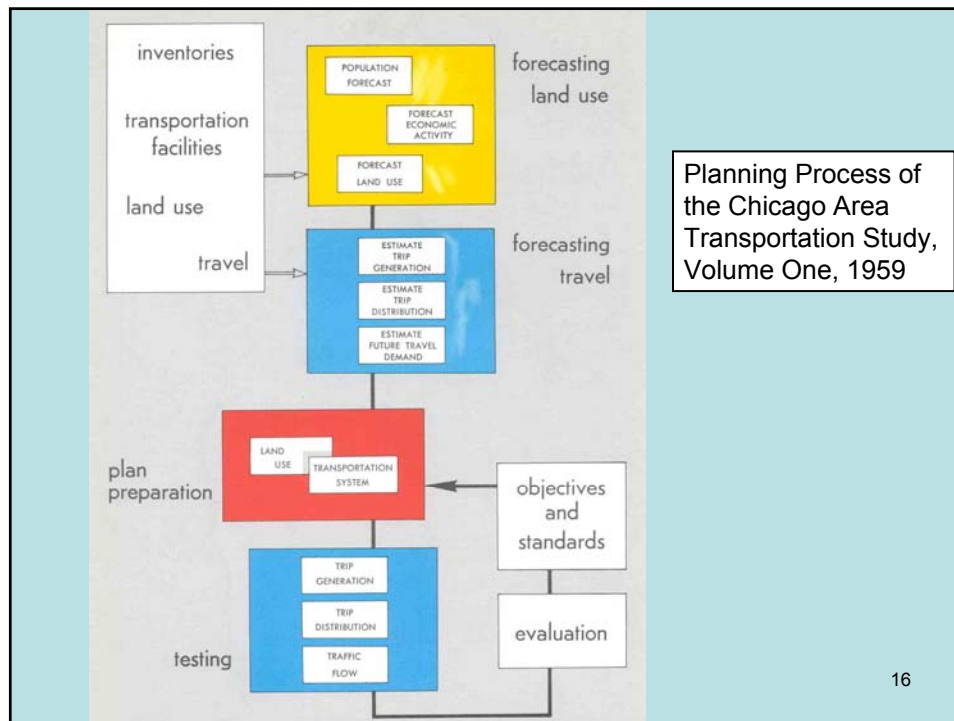 inventories
transportation
facilities
land use
travel
POPULATION
FORECAST
FORECAST
ECONOMIC
ACTIVITY
FORECAST
LAND USE
forecasting
land use
ESTIMATE
TRIP
GENERATION
ESTIMATE
TRIP
DISTRIBUTION
ESTIMATE
FUTURE TRAVEL
DEMAND
forecasting
travel
plan
preparation
LAND
USE
TRANSPORTATION
SYSTEM
objectives
and
standards
testing
TRIP
GENERATION
TRIP
DISTRIBUTION
TRAFFIC
FLOW
evaluation
Planning Process of
the Chicago Area
Transportation Study,
Volume One, 1959
16